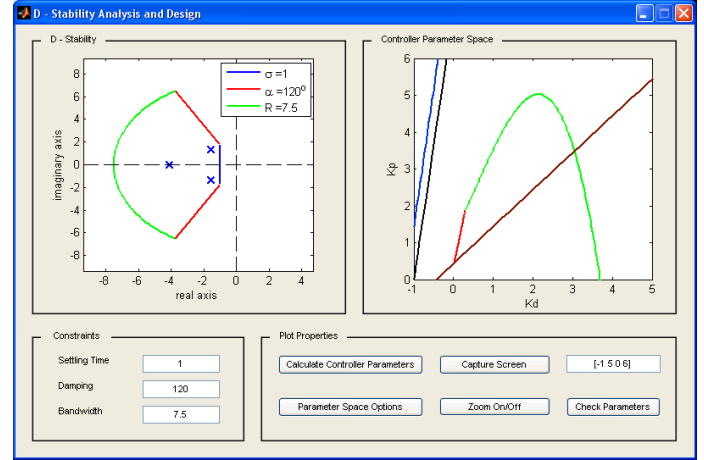 D - Stability Analysis and Design
D - Stability
σ =1
α =120º
R =7.5
imaginary axis
8
6
4
2
0
-2
-4
-6
-8
-8 -6 -4 -2 0 2 4
real axis
Controller Parameter Space
Kp
6
5
4
3
2
1
0
-1 0 1 2 3 4 5
Kd
Constraints
Settling Time 1
Damping 120
Bandwidth 7.5
Plot Properties
Calculate Controller Parameters Capture Screen [-1 5 0 6]
Parameter Space Options Zoom On/Off Check Parameters